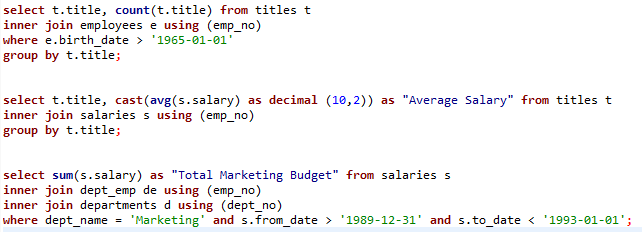 select t.title, count(t.title) from titles t
inner join employees e using (emp_no)
where e.birth_date > '1965-01-01'
group by t.title;
select t.title, cast(avg(s.salary) as decimal (10,2)) as "Average Salary" from titles t
inner join salaries s using (emp_no)
group by t.title;
select sum(s.salary) as "Total Marketing Budget" from salaries s
inner join dept_emp de using (emp_no)
inner join departments d using (dept_no)
where dept_name = 'Marketing' and s.from_date > '1989-12-31' and s.to_date < '1993-01-01';